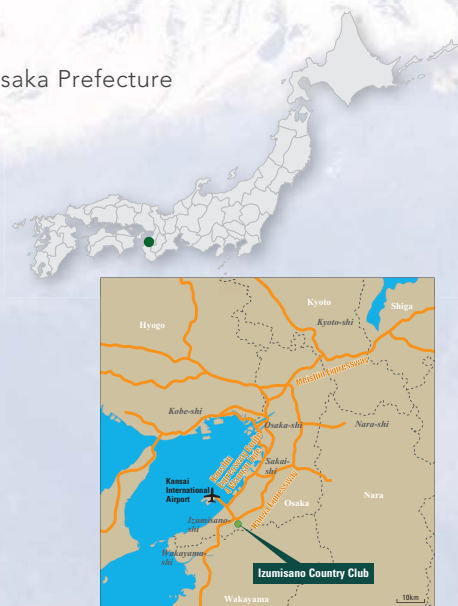 saka Prefecture
Kyoto
Shiga
Hyogo
Kyoto-shi
Meishin Expressway
Kobe-shi
Osaka-shi
Nara-shi
Sakai-
shi
Kansai
International
Airport
Osaka
Nara
Izumisano-
shi
Wakayama-
shi
Izumisano Country Club
Wakayama
10km